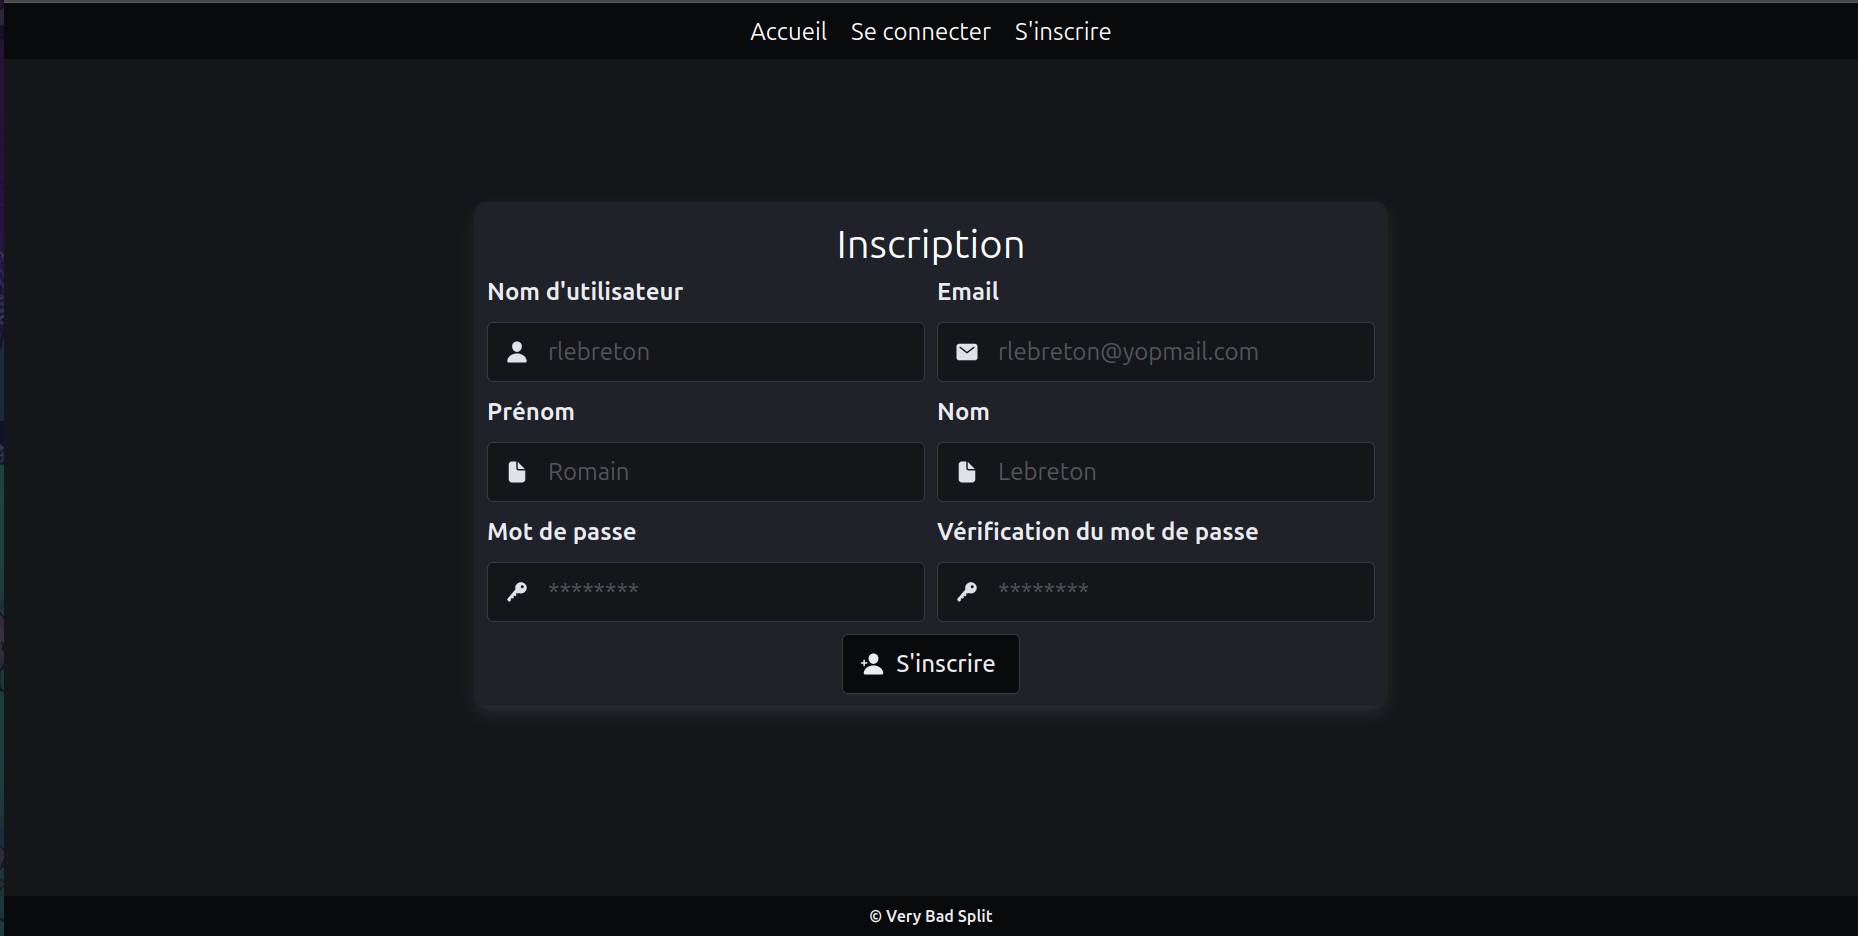 Accueil Se connecter S'inscrire
Inscription
Nom d'utilisateur Email
rlebreton rlebreton@yopmail.com
Prénom Nom
Romain Lebreton
Mot de passe Vérification du mot de passe
******** ********
S'inscrire
© Very Bad Split